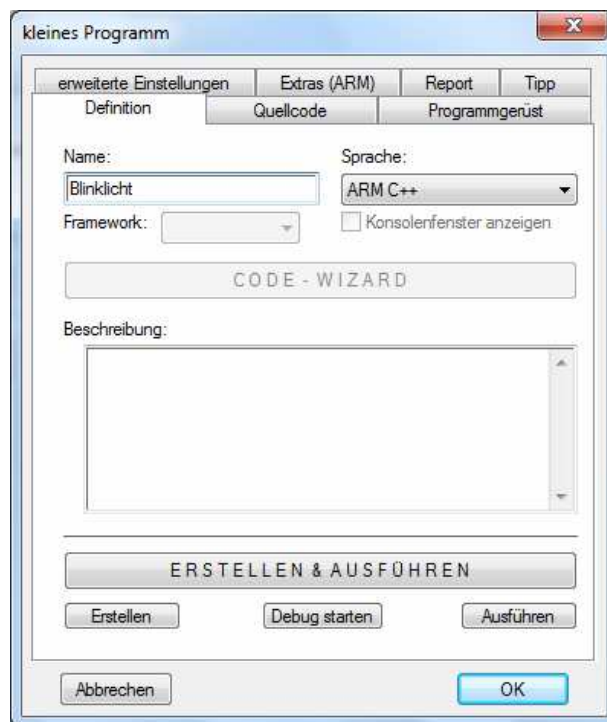 kleines Programm
erweiterte Einstellungen Extras (ARM) Report Tipp
Definition Quellcode Programmgerüst
Name: Sprache:
Blinklicht ARM C++
Framework: Konsolenfenster anzeigen
CODE - WIZARD
Beschreibung:
ERSTELLEN & AUSFÜHREN
Erstellen Debug starten Ausführen
Abbrechen OK